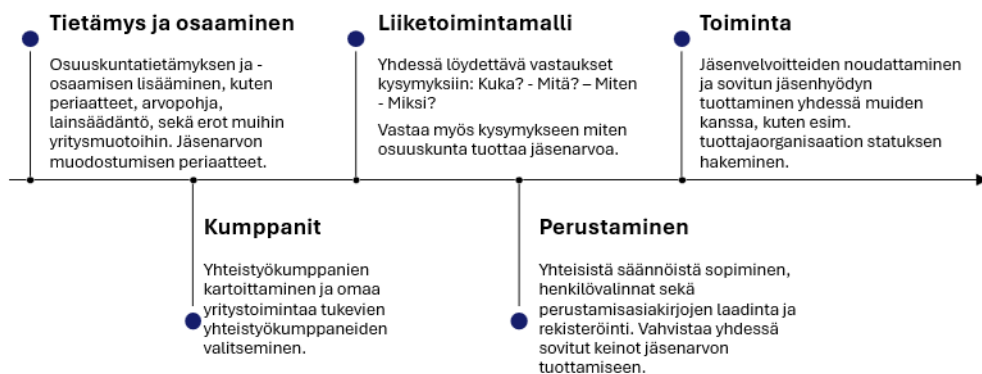 Tietämys ja osaaminen
Osuuskuntatietämyksen ja -
osaamisen lisääminen, kuten
periaatteet, arvopohja,
lainsäädäntö, sekä erot muihin
yritysmuotoihin. Jäsenarvon
muodostumisen periaatteet.
Kumppanit
Yhteistyökumppanien
kartoittaminen ja omaa
yritystoimintaa tukevien
yhteistyökumppaneiden
valitseminen.
Liiketoimintamalli
Yhdessä löydettävä vastaukset
kysymyksiin: Kuka? - Mitä? – Miten
- Miksi?
Vastaa myös kysymykseen miten
osuuskunta tuottaa jäsenarvoa.
Perustaminen
Yhteisistä säännöistä sopiminen,
henkilövalinnat sekä
perustamisasiakirjojen laadinta ja
rekisteröinti. Vahvistaa yhdessä
sovitut keinot jäsenarvon
tuottamiseen.
Toiminta
Jäsenvelvoitteiden noudattaminen
ja sovitun jäsenhyödyn
tuottaminen yhdessä muiden
kanssa, kuten esim.
tuottajaorganisaation statuksen
hakeminen.